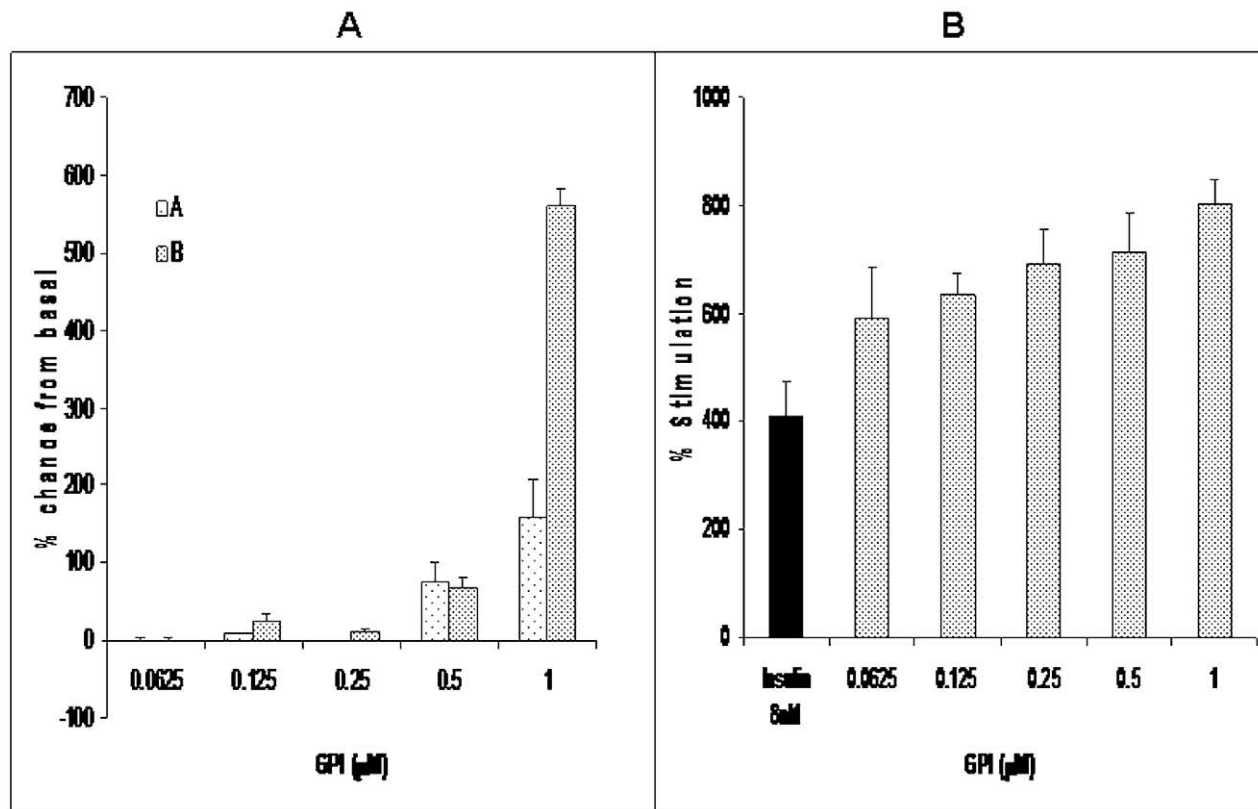 A
B
700
600
500
400
300
200
100
0
-100
% change from basal
A
B
0.0625 0.125 0.25 0.5 1
GPI (µM)
1000
800
600
400
200
0
% Stimulation
Insulin 0.0625 0.125 0.25 0.5 1
8nM
GPI (µM)